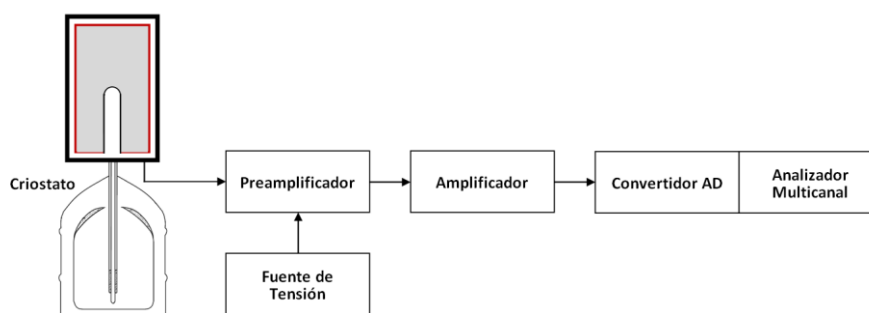 Criostato
Preamplificador
Amplificador
Convertidor AD
Analizador
Multicanal
Fuente de
Tensión